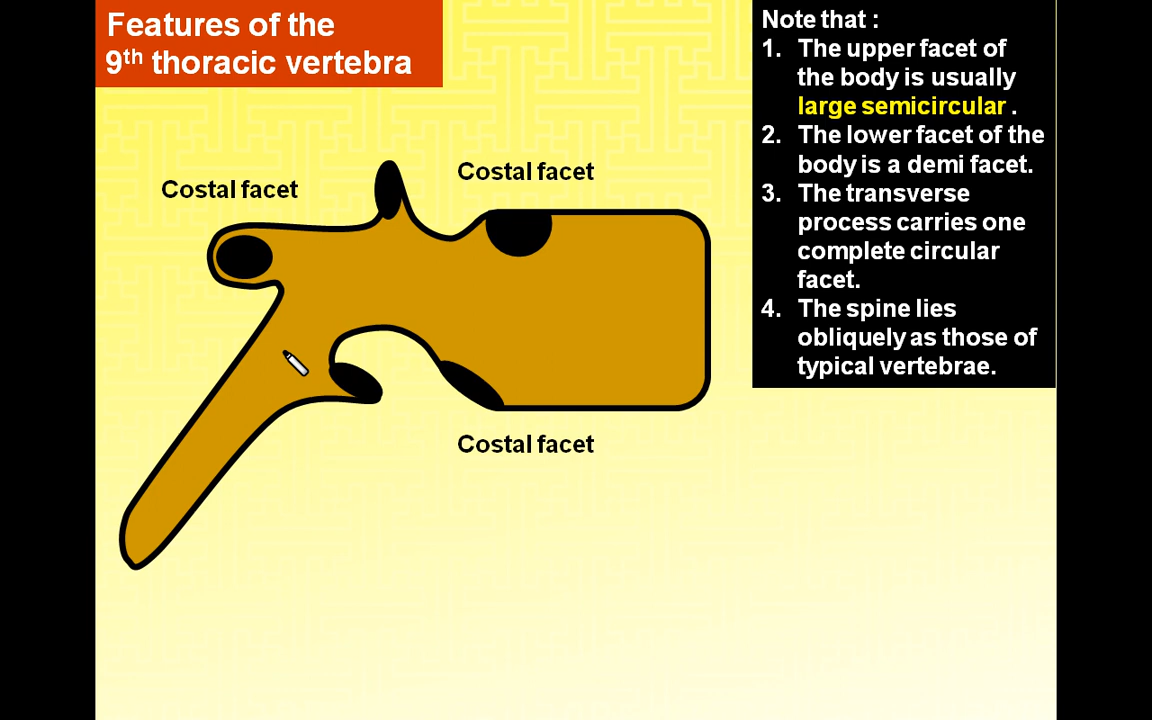 Features of the
9th thoracic vertebra
Costal facet
Costal facet
Costal facet
Note that :
1. The upper facet of
the body is usually
large semicircular .
2. The lower facet of the
body is a demi facet.
3. The transverse
process carries one
complete circular
facet.
4. The spine lies
obliquely as those of
typical vertebrae.